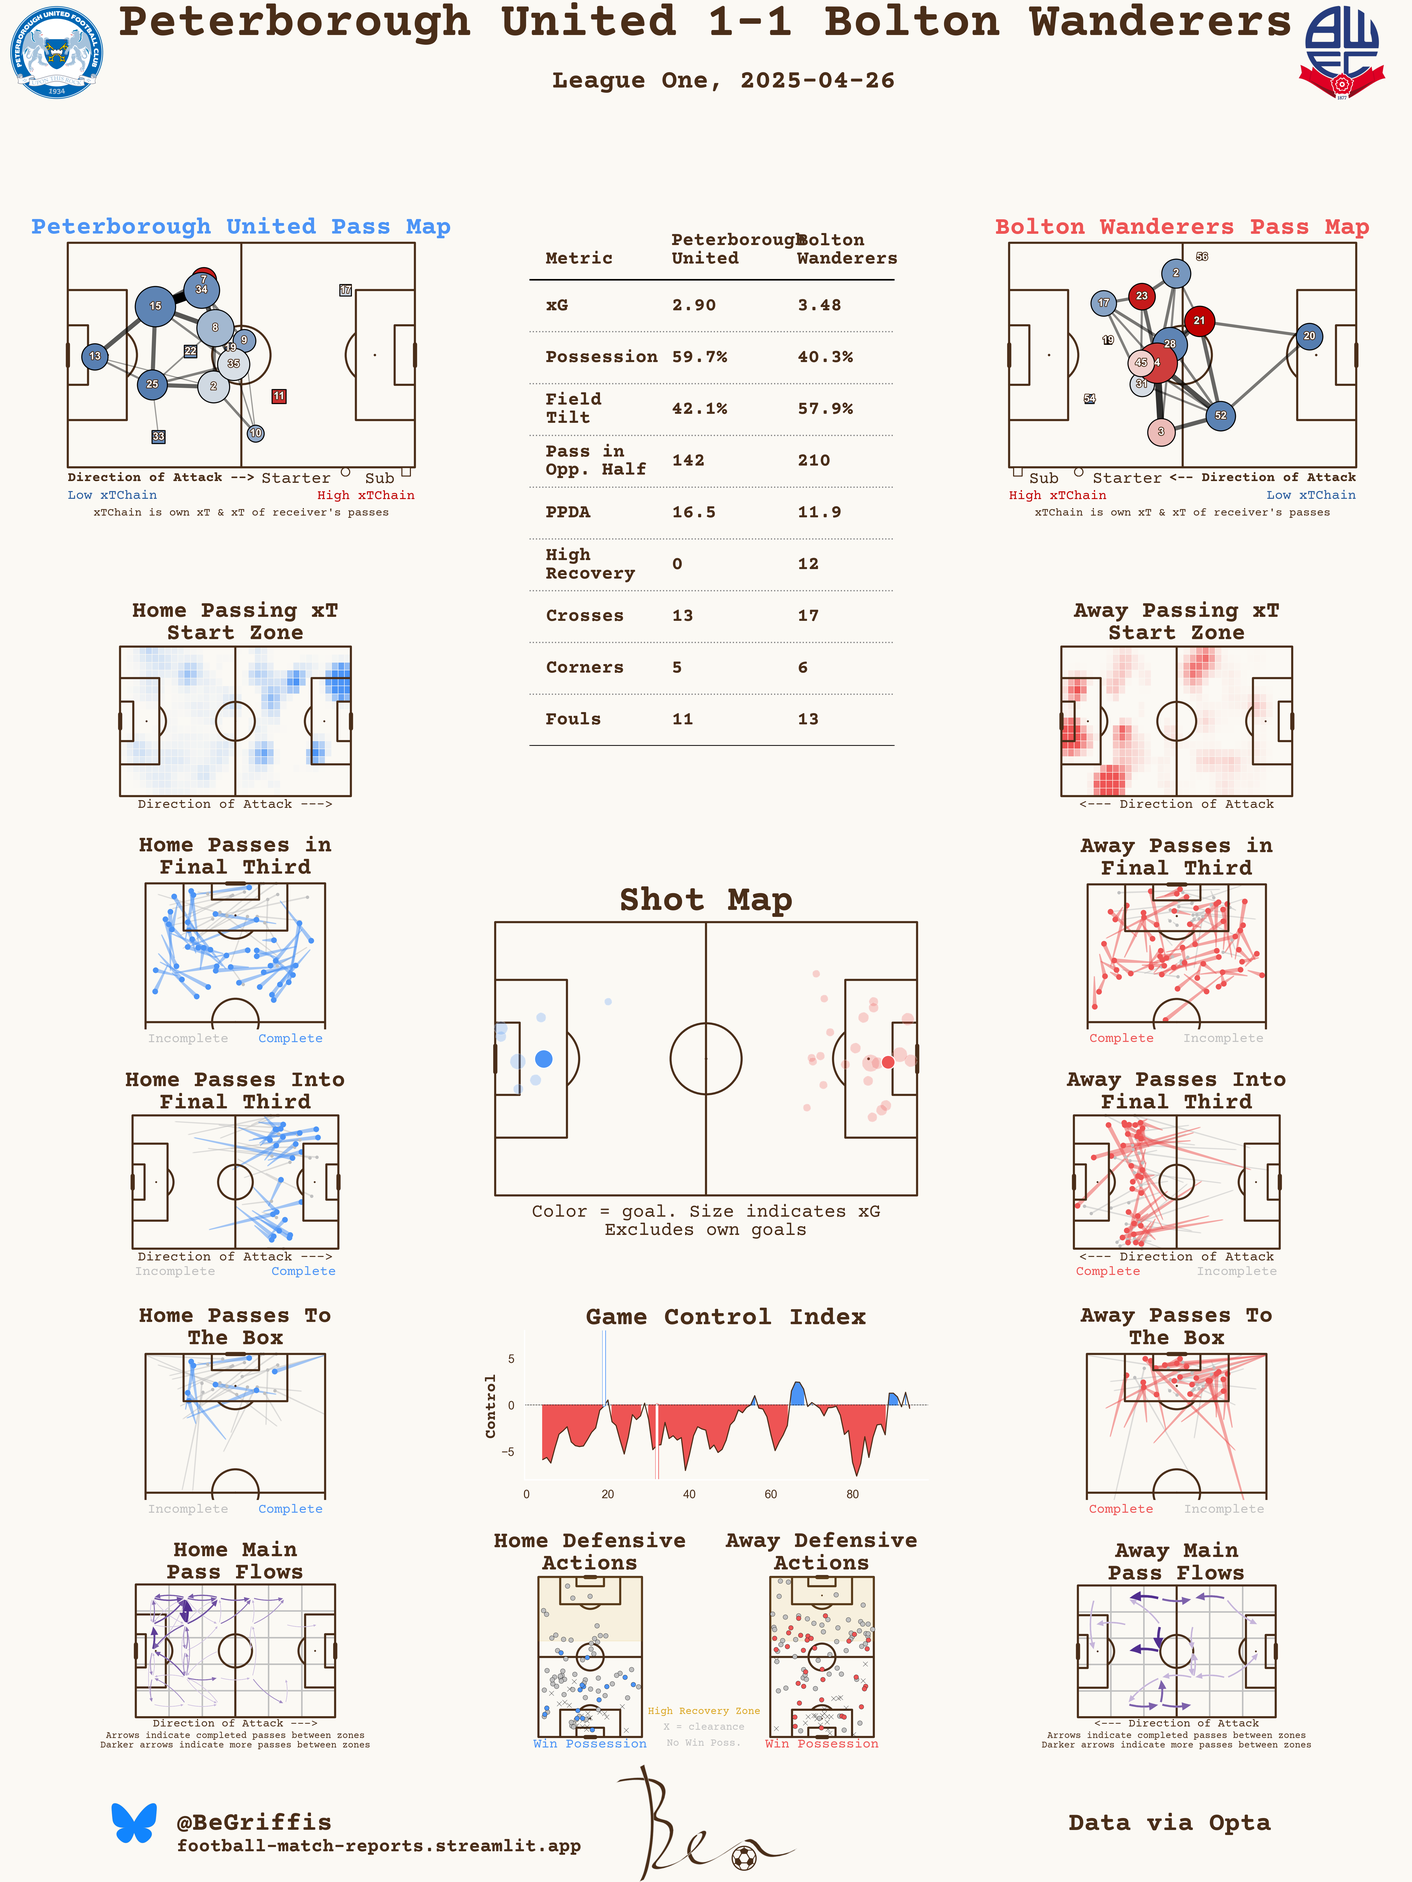 Peterborough United 1-1 Bolton Wanderers
League One, 2025-04-26
PETERBOROUGH UNITED FOOTBALL CLUB
1934
BW
FC
1877
Peterborough United Pass Map
7
34
15
8
9
19
22
13
35
25
2
11
33
10
17
Direction of Attack --> Starter Sub
Low xTChain High xTChain
xTChain is own xT & xT of receiver's passes
Metric Peterborough United Bolton Wanderers
xG 2.90 3.48
Possession 59.7% 40.3%
Field Tilt 42.1% 57.9%
Pass in Opp. Half 142 210
PPDA 16.5 11.9
High Recovery 0 12
Crosses 13 17
Corners 5 6
Fouls 11 13
Bolton Wanderers Pass Map
56
2
17
23
21
20
19
28
45
4
31
54
52
3
Sub Starter <-- Direction of Attack
High xTChain Low xTChain
xTChain is own xT & xT of receiver's passes
Home Passing xT
Start Zone
Direction of Attack --->
Away Passing xT
Start Zone
<--- Direction of Attack
Home Passes in
Final Third
Incomplete Complete
Away Passes in
Final Third
Complete Incomplete
Shot Map
Color = goal. Size indicates xG
Excludes own goals
Home Passes Into
Final Third
Direction of Attack --->
Incomplete Complete
Away Passes Into
Final Third
<--- Direction of Attack
Complete Incomplete
Home Passes To
The Box
Incomplete Complete
Game Control Index
Control
5
0
−5
0 20 40 60 80
Away Passes To
The Box
Complete Incomplete
Home Main
Pass Flows
Direction of Attack --->
Arrows indicate completed passes between zones
Darker arrows indicate more passes between zones
Home Defensive
Actions
Win Possession
High Recovery Zone
X = clearance
No Win Poss.
Away Defensive
Actions
Win Possession
Away Main
Pass Flows
<--- Direction of Attack
Arrows indicate completed passes between zones
Darker arrows indicate more passes between zones
@BeGriffis
football-match-reports.streamlit.app
Ben
Data via Opta